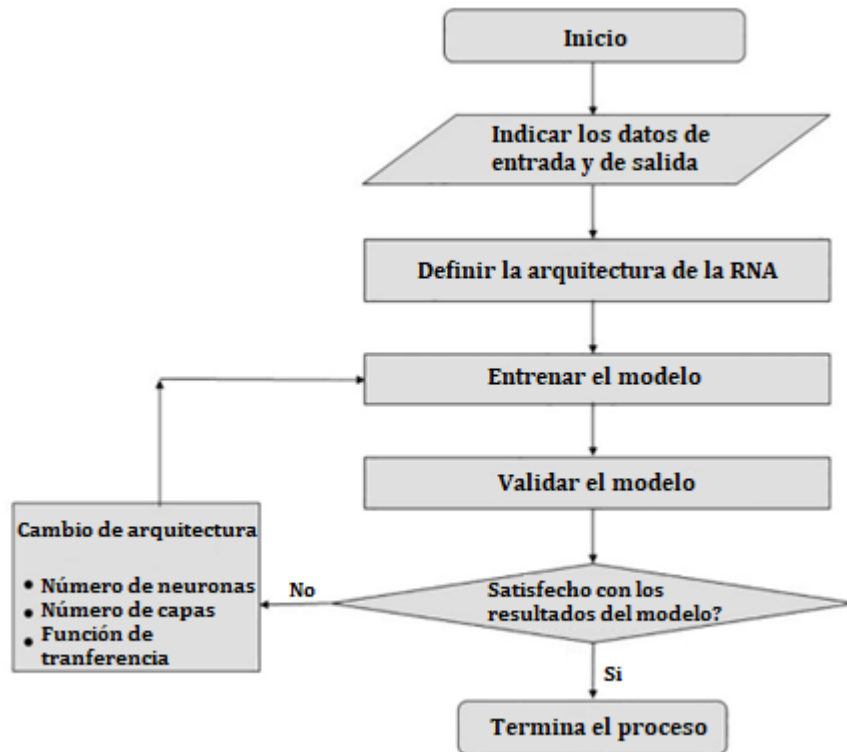 Inicio
Indicar los datos de
entrada y de salida
Definir la arquitectura de la RNA
Entrenar el modelo
Validar el modelo
Satisfecho con los
resultados del modelo?
No
Cambio de arquitectura
• Número de neuronas
• Número de capas
• Función de
tranferencia
Si
Termina el proceso